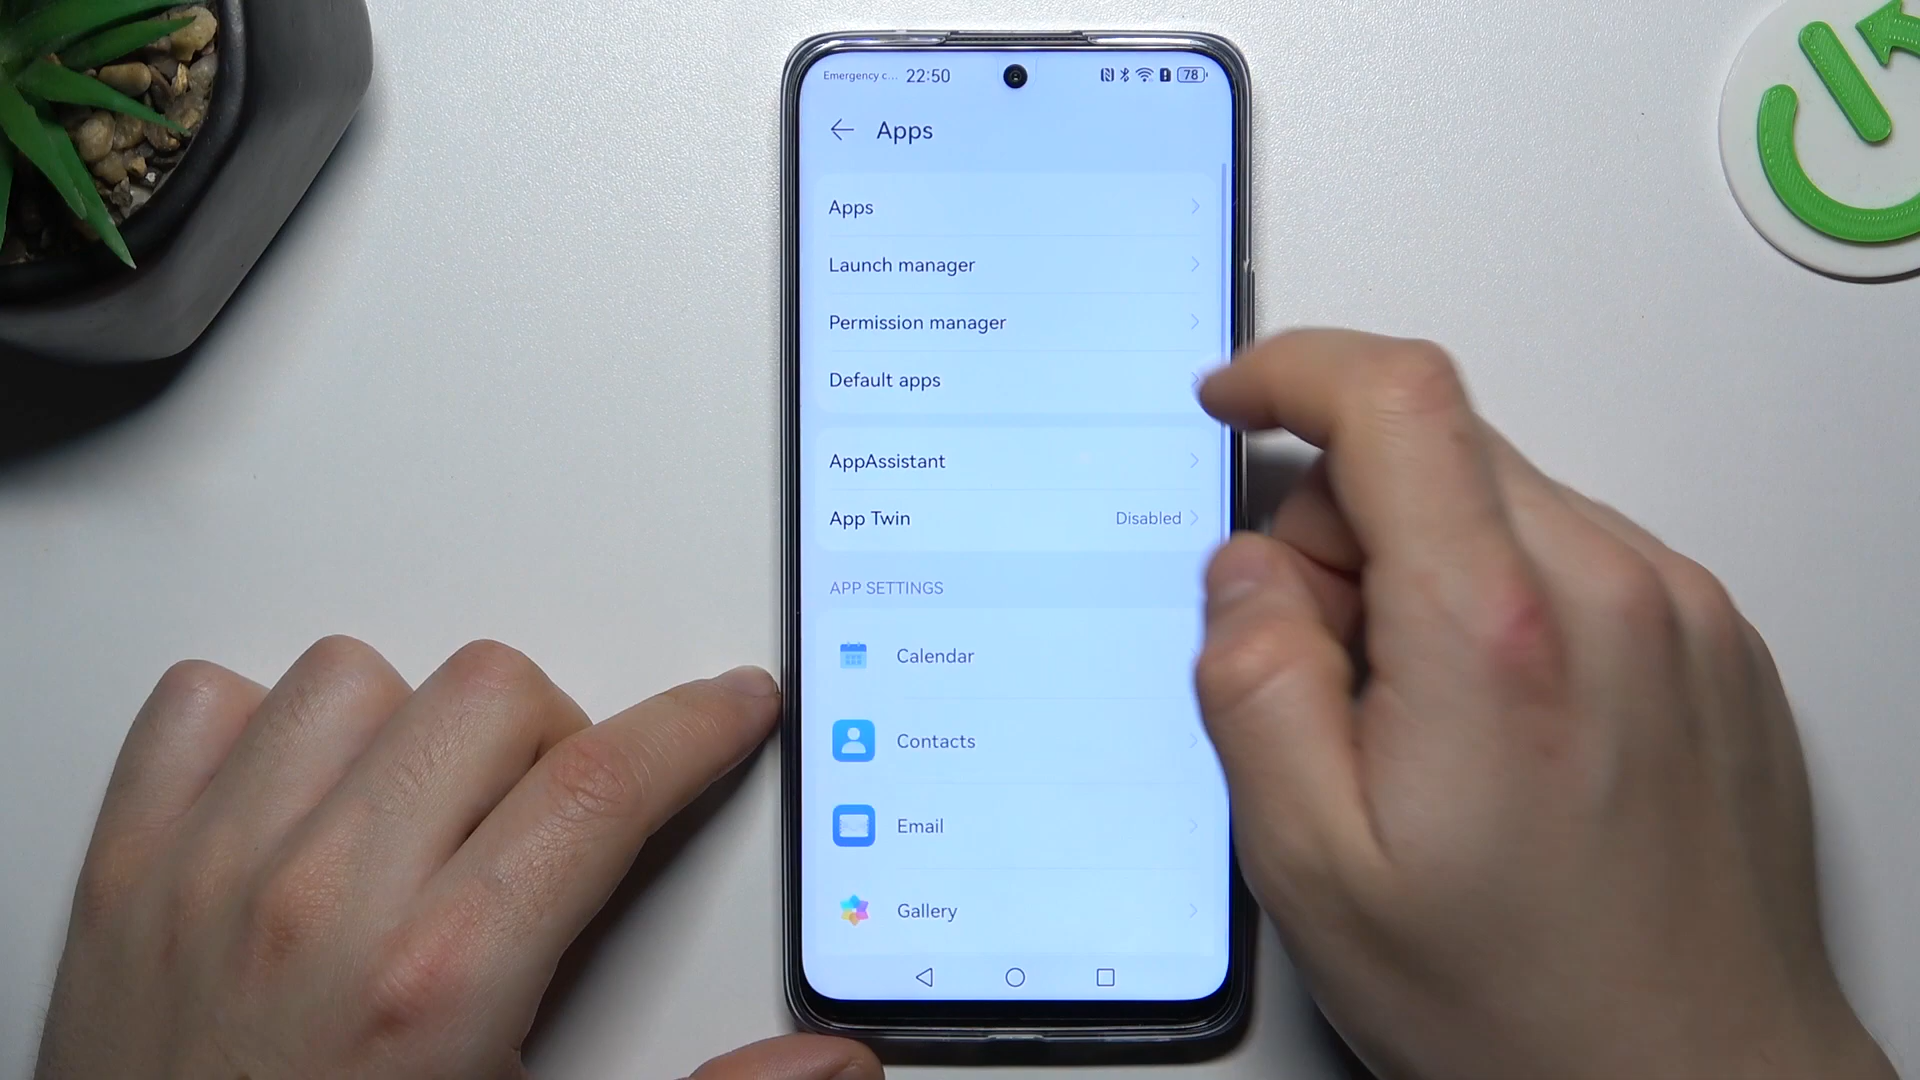 Emergency c... 22:50 78
Apps
Apps
Launch manager
Permission manager
Default apps
AppAssistant
App Twin Disabled
APP SETTINGS
Calendar
Contacts
Email
Gallery